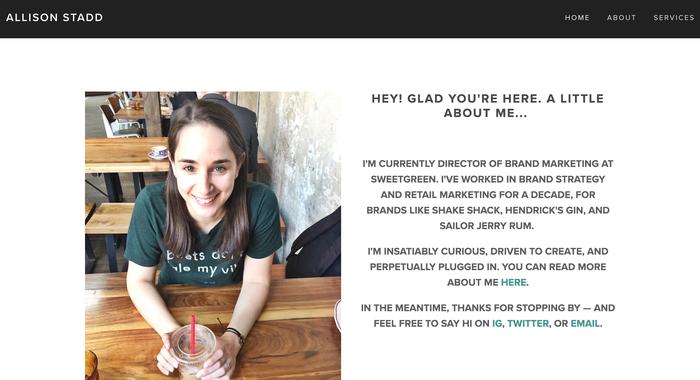 ALLISON STADD
HOME ABOUT SERVICES
HEY! GLAD YOU'RE HERE. A LITTLE
ABOUT ME...
I'M CURRENTLY DIRECTOR OF BRAND MARKETING AT
SWEETGREEN. I'VE WORKED IN BRAND STRATEGY
AND RETAIL MARKETING FOR A DECADE, FOR
BRANDS LIKE SHAKE SHACK, HENDRICK'S GIN, AND
SAILOR JERRY RUM.
I'M INSATIABLY CURIOUS, DRIVEN TO CREATE, AND
PERPETUALLY PLUGGED IN. YOU CAN READ MORE
ABOUT ME HERE.
IN THE MEANTIME, THANKS FOR STOPPING BY — AND
FEEL FREE TO SAY HI ON IG, TWITTER, OR EMAIL.
my